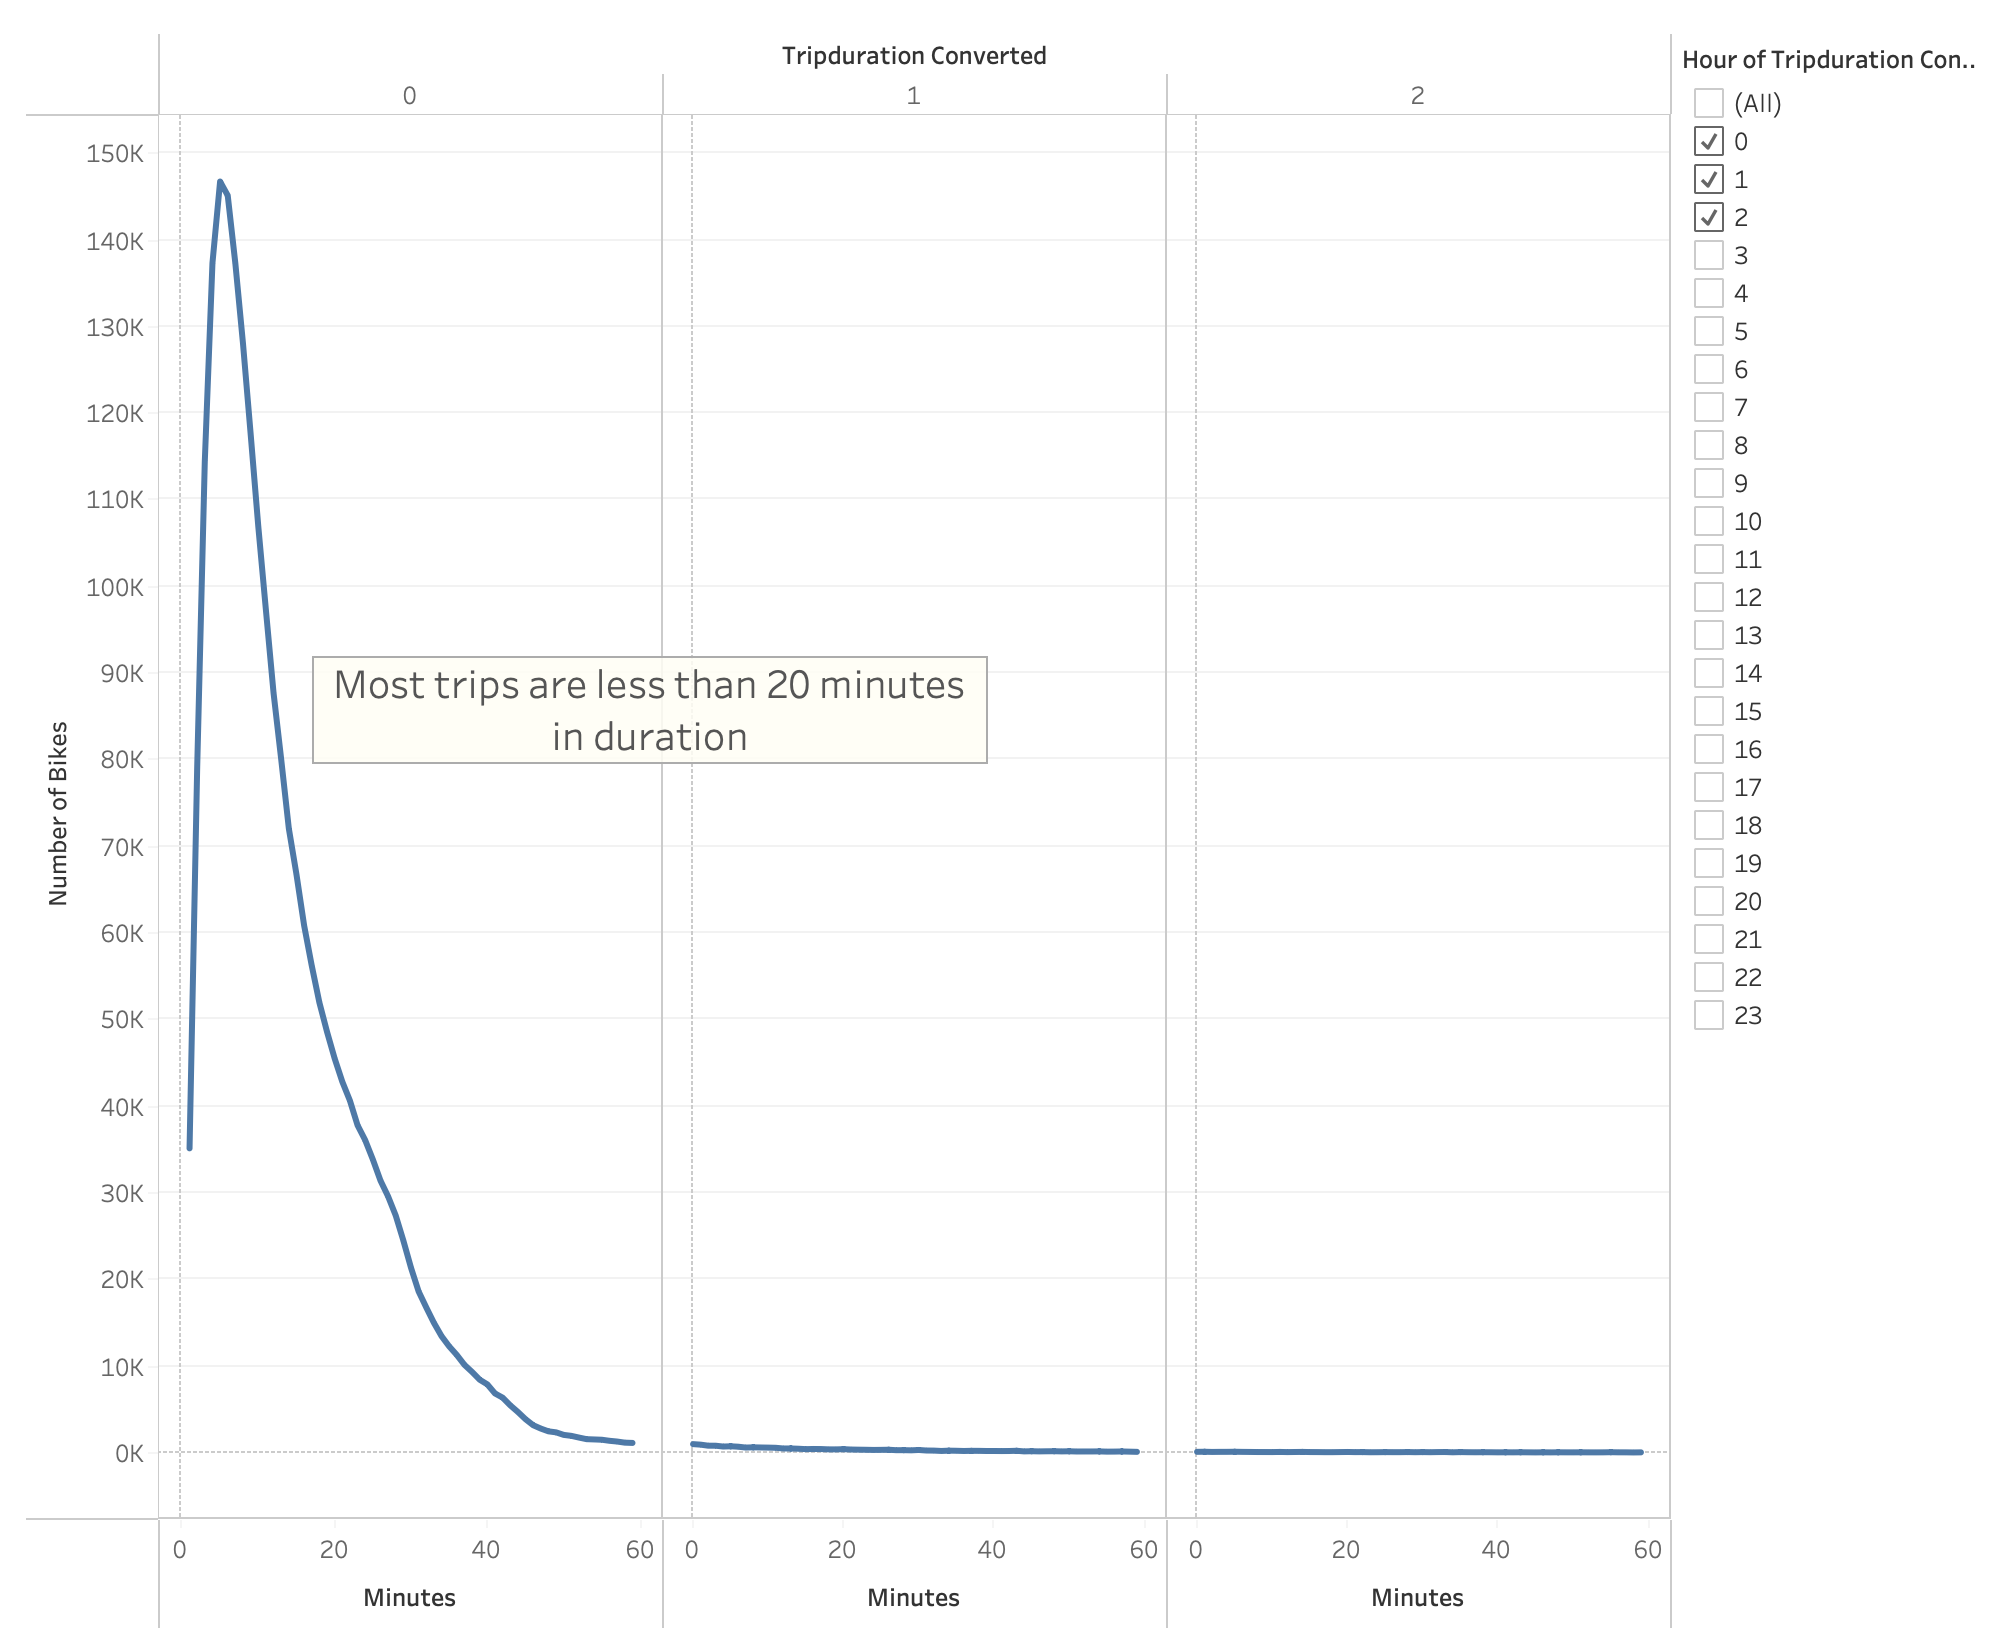 Tripduration Converted
0 1 2
150K
140K
130K
120K
110K
100K
90K
80K
70K
60K
50K
40K
30K
20K
10K
0K
Number of Bikes
Most trips are less than 20 minutes
in duration
0 20 40 60 0 20 40 60 0 20 40 60
Minutes Minutes Minutes
Hour of Tripduration Con..
(All)
0
1
2
3
4
5
6
7
8
9
10
11
12
13
14
15
16
17
18
19
20
21
22
23